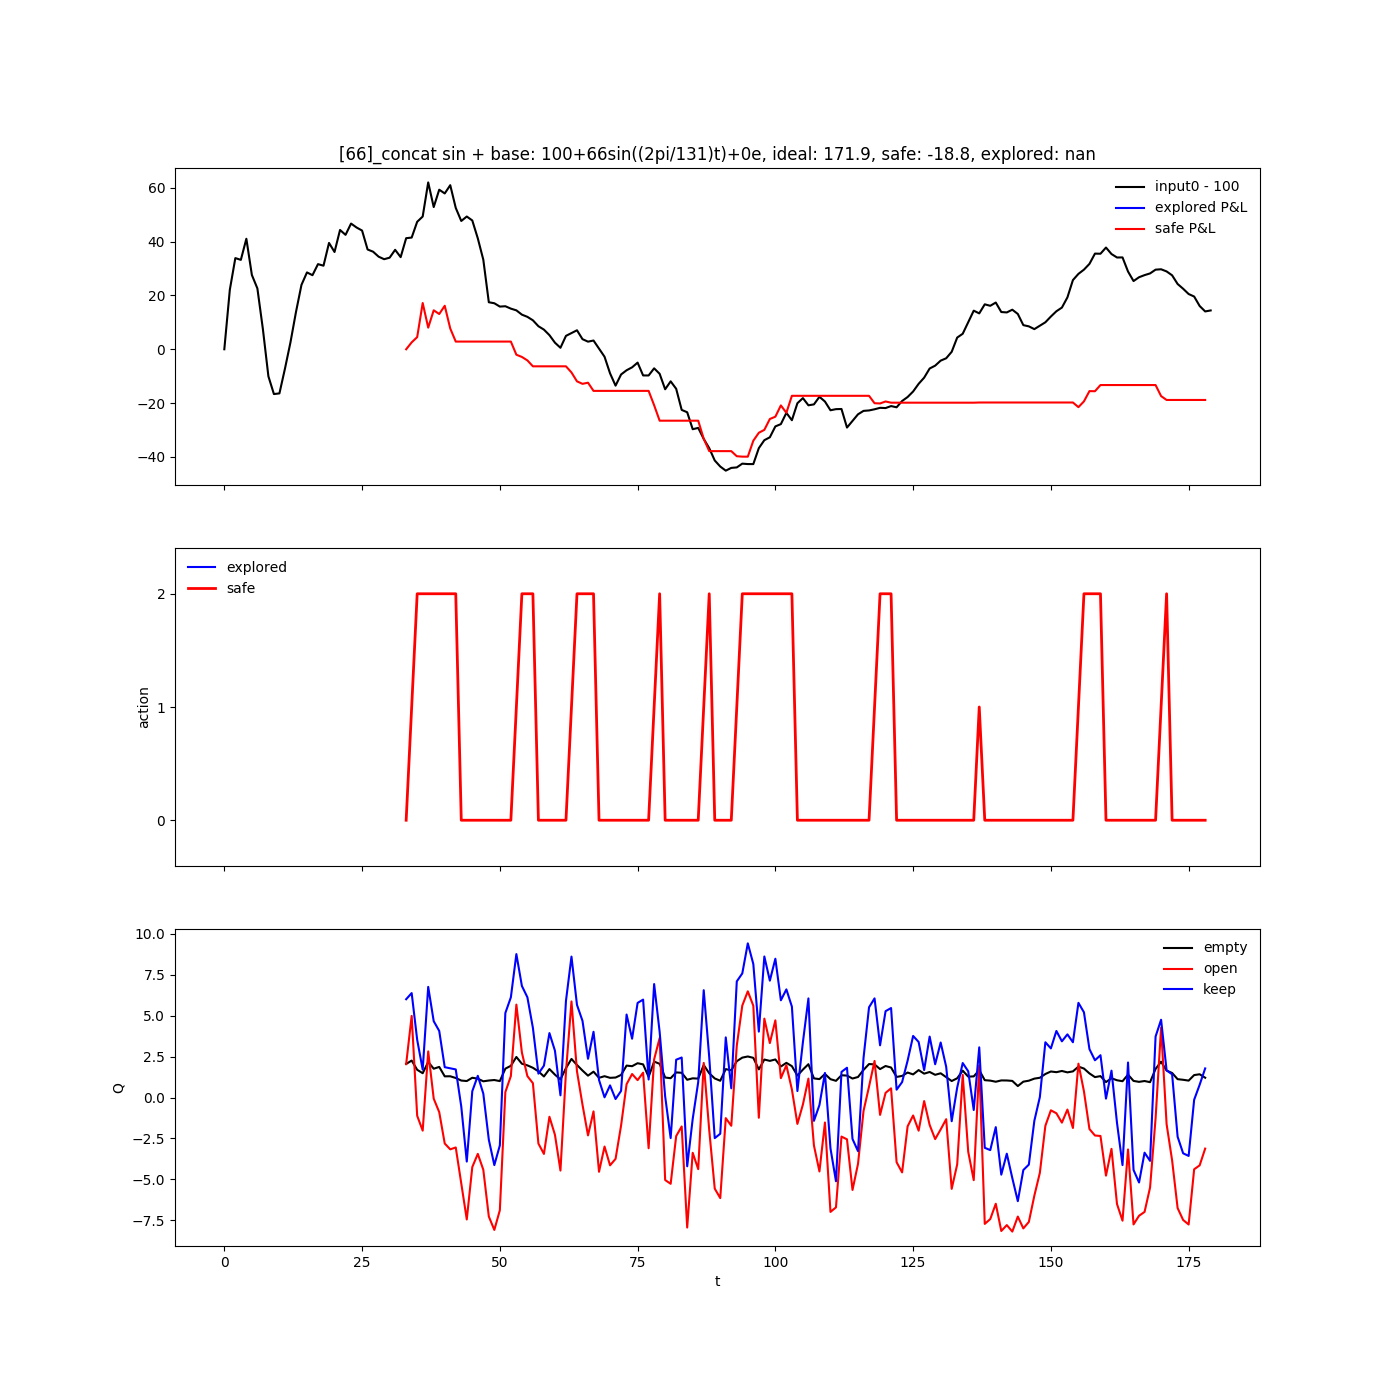 [66]_concat sin + base: 100+66sin((2pi/131)t)+0e, ideal: 171.9, safe: -18.8, explored: nan
input0 - 100
explored P&L
safe P&L
60
40
20
0
−20
−40
explored
safe
2
1
0
action
empty
open
keep
10.0
7.5
5.0
2.5
0.0
−2.5
−5.0
−7.5
Q
0 25 50 75 100 125 150 175
t